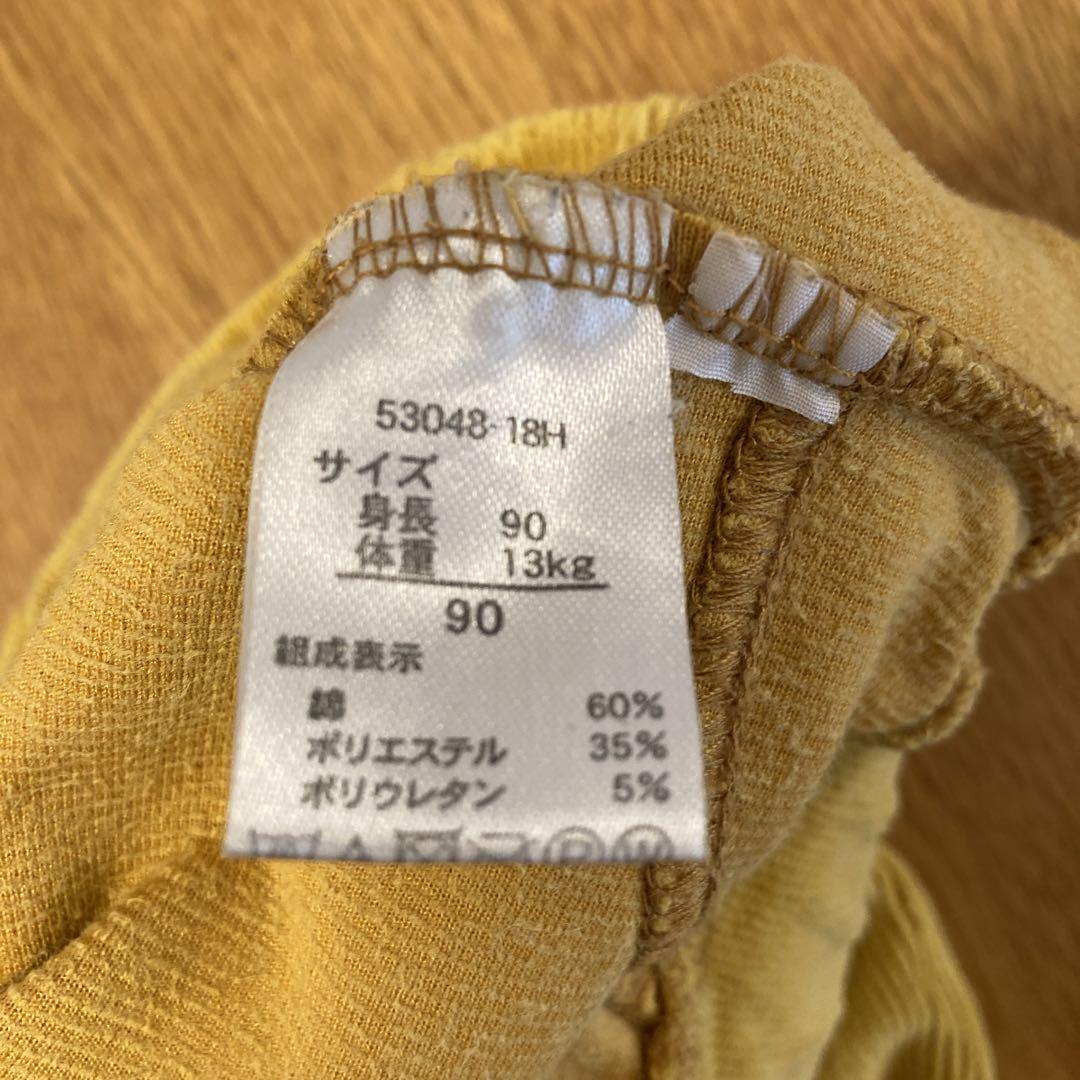 53048-18H
サイズ
身長 90
体重 13kg
90
組成表示
綿 60%
ポリエステル 35%
ポリウレタン 5%